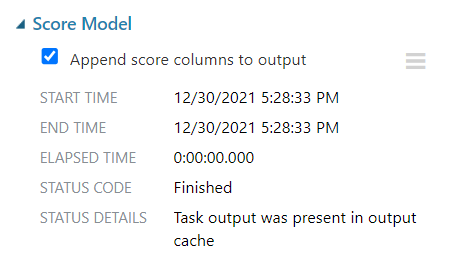 Score Model
Append score columns to output
START TIME 12/30/2021 5:28:33 PM
END TIME 12/30/2021 5:28:33 PM
ELAPSED TIME 0:00:00.000
STATUS CODE Finished
STATUS DETAILS Task output was present in output
cache